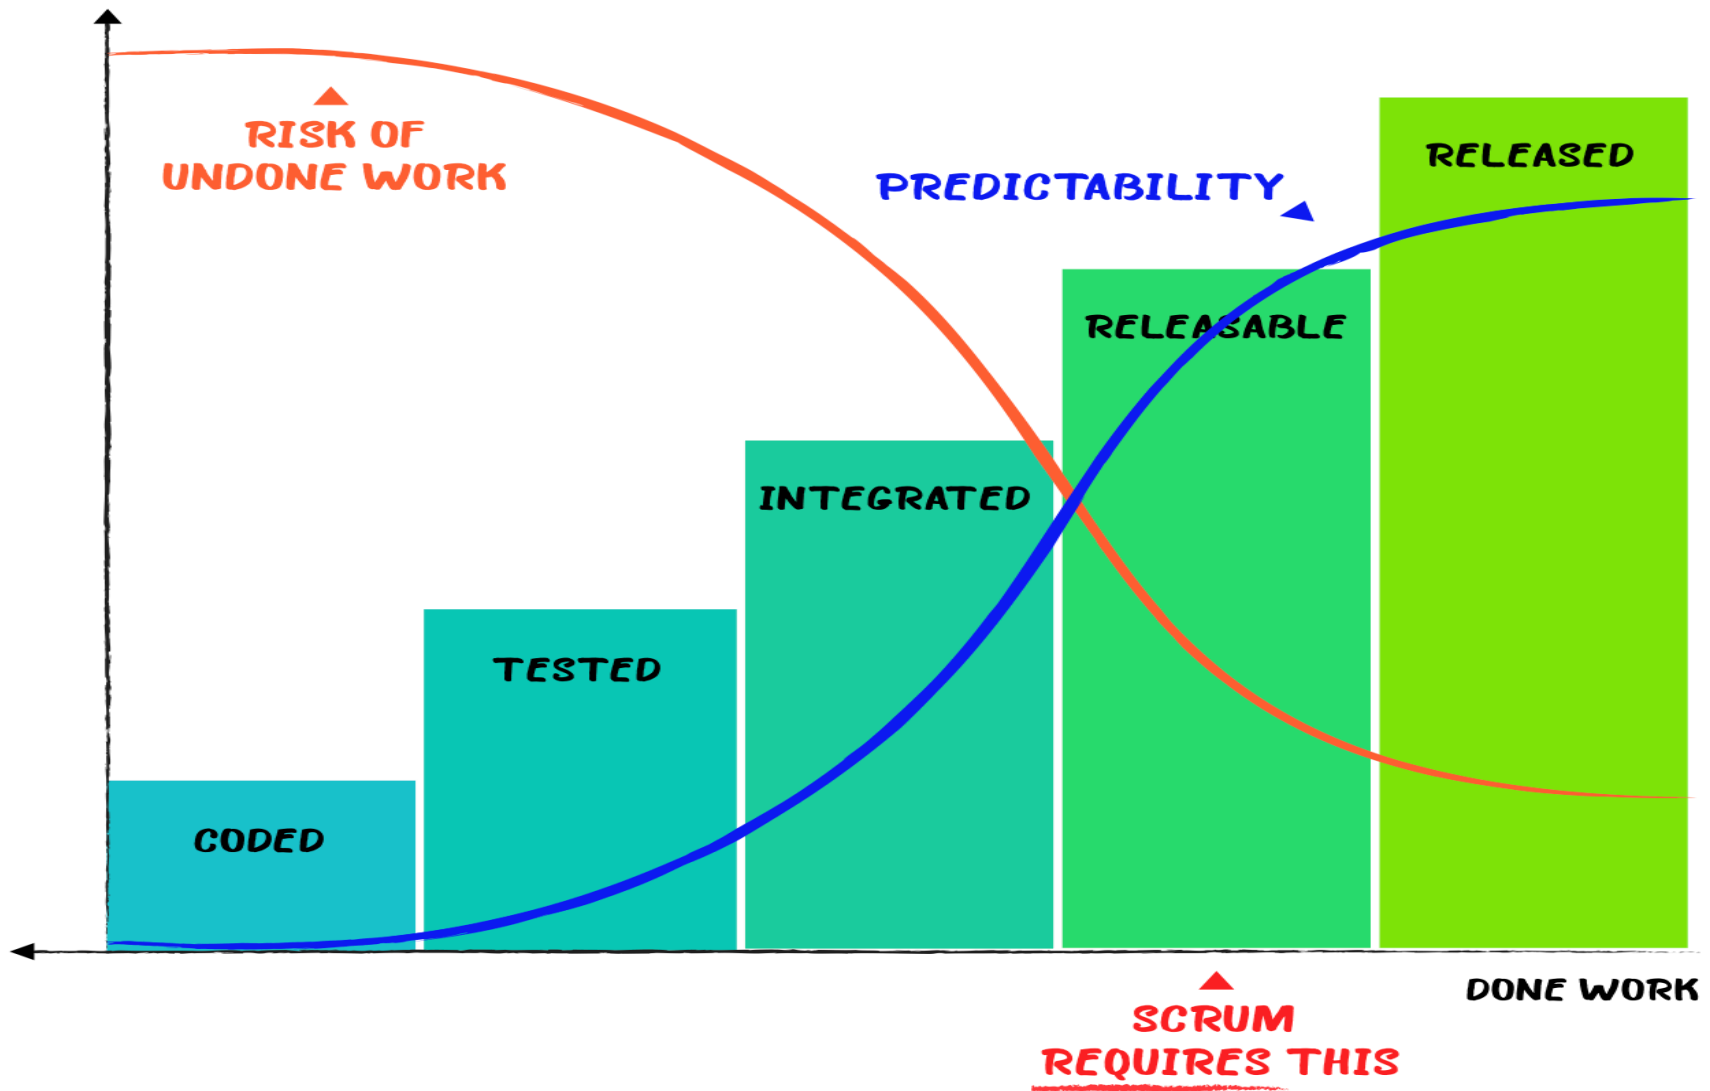 RISK OF
UNDONE WORK
PREDICTABILITY
RELEASED
RELEASABLE
INTEGRATED
TESTED
CODED
DONE WORK
SCRUM
REQUIRES THIS